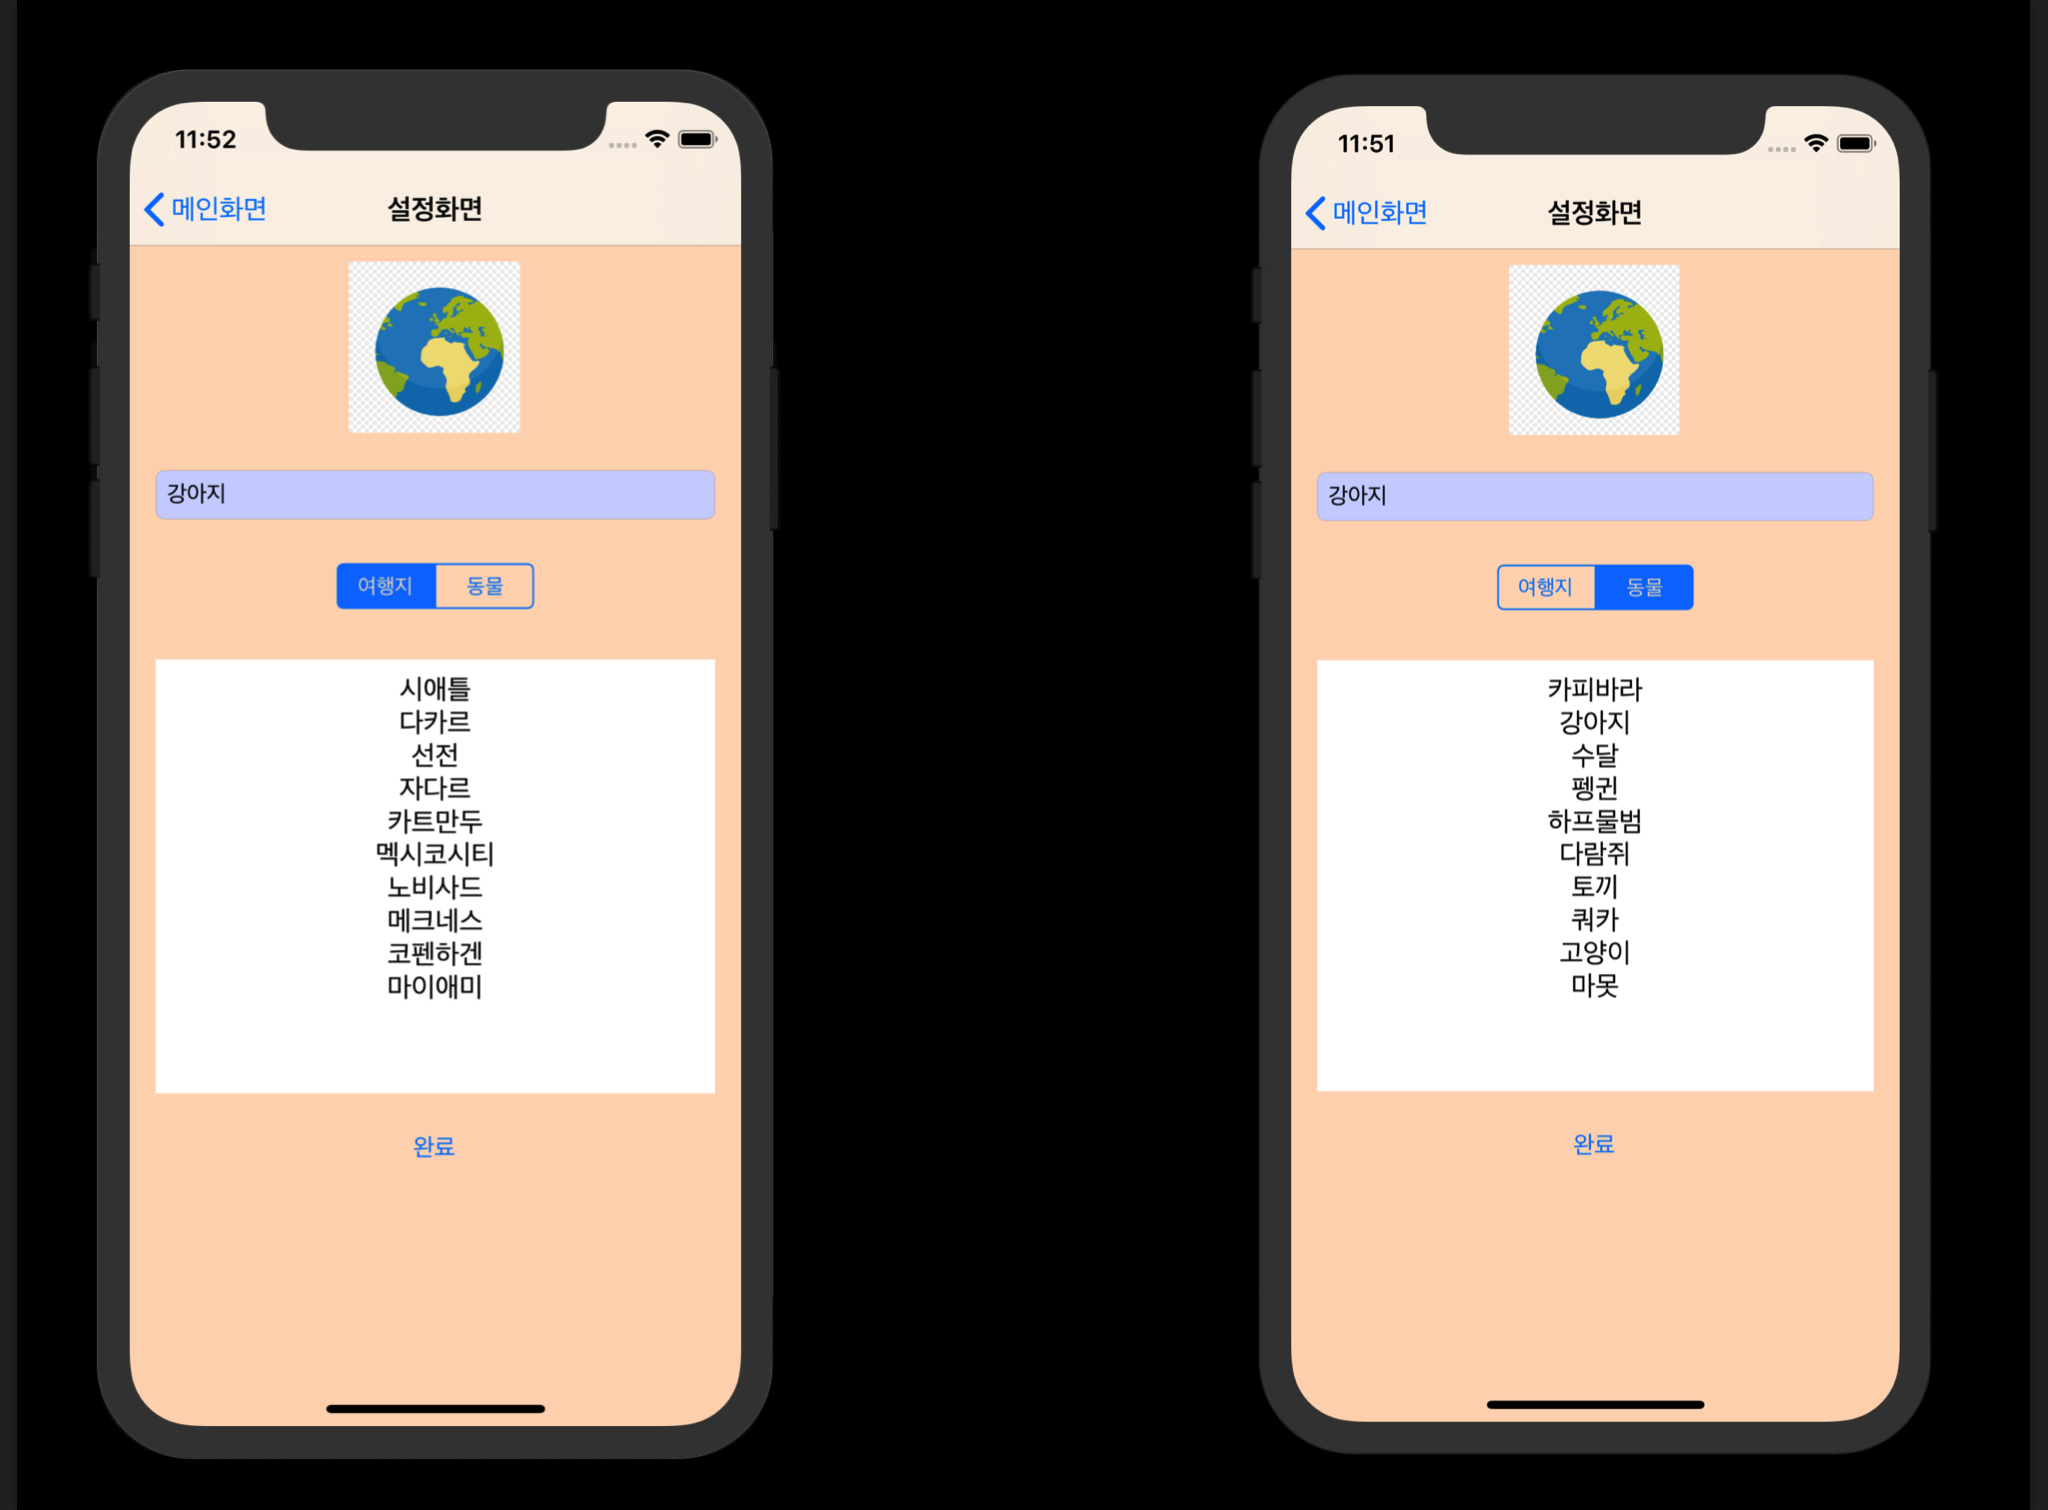 11:52
메인화면
설정화면
강아지
여행지
동물
시애틀
다카르
선전
자다르
카트만두
멕시코시티
노비사드
메크네스
코펜하겐
마이애미
완료
11:51
메인화면
설정화면
강아지
여행지
동물
카피바라
강아지
수달
펭귄
하프물범
다람쥐
토끼
쿼카
고양이
마못
완료